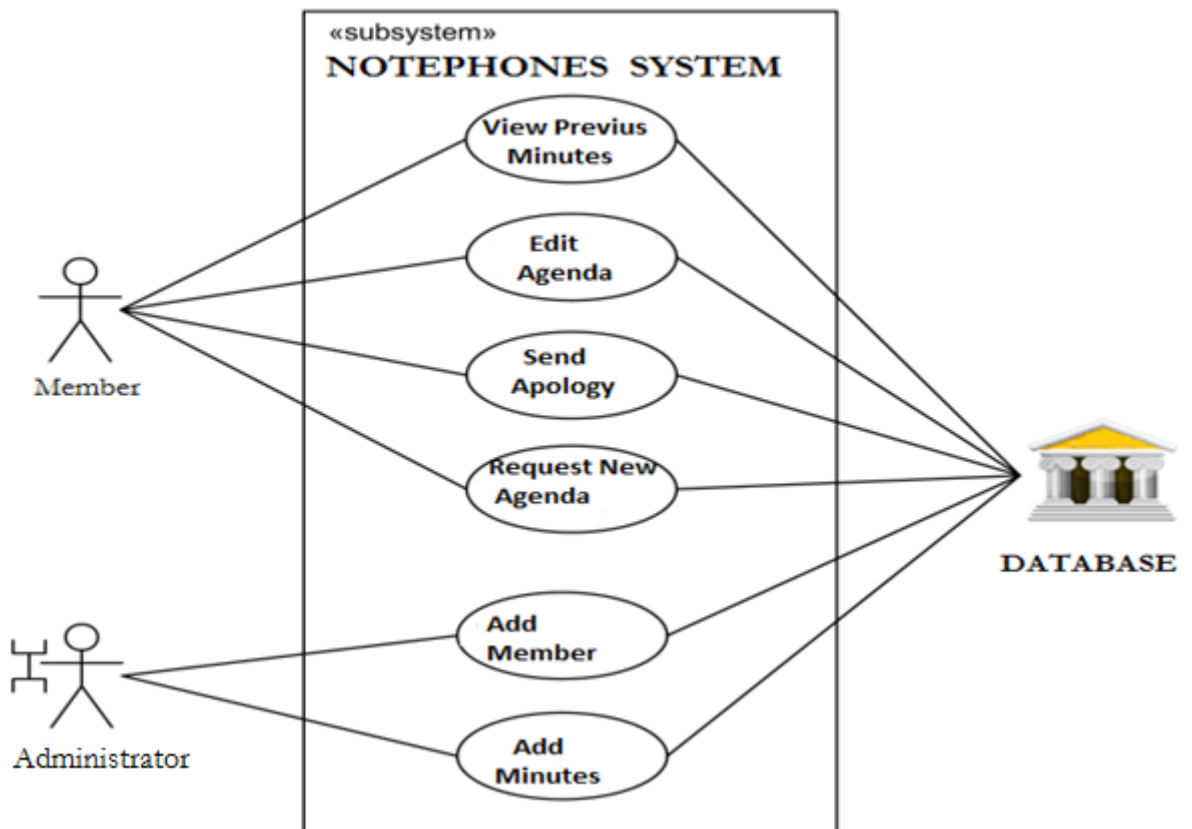 «subsystem»
NOTEPHONES SYSTEM
View Previus
Minutes
Edit
Agenda
Send
Apology
Member
Request New
Agenda
DATABASE
Add
Member
Administrator
Add
Minutes